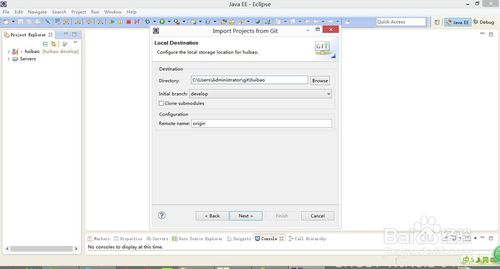 Java EE - Eclipse
File Edit Navigate Search Project Run Window Help
Quick Access
Java EE
Debug
Project Explorer
huibao [huibao develop]
Servers
Import Projects from Git
Local Destination
Configure the local storage location for huibao.
GIT
Destination
Directory: C:\Users\Administrator\git\huibao Browse
Initial branch: develop
Clone submodules
Configuration
Remote name: origin
< Back Next > Finish Cancel
Markers Properties Servers Data Source Explorer Snippets Console Call Hierarchy
No consoles to display at this time.
Baidu 经验